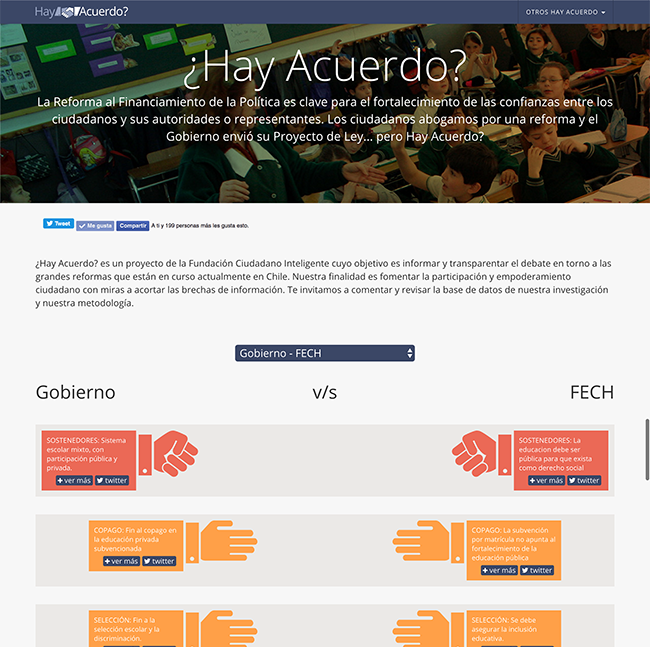 Hay Acuerdo?
OTROS HAY ACUERDO
¿Hay Acuerdo?
La Reforma al Financiamiento de la Política es clave para el fortalecimiento de las confianzas entre los
ciudadanos y sus autoridades o representantes. Los ciudadanos abogamos por una reforma y el
Gobierno envió su Proyecto de Ley... pero Hay Acuerdo?
Tweet
Me gusta
Compartir
A ti y 199 personas más les gusta esto.
¿Hay Acuerdo? es un proyecto de la Fundación Ciudadano Inteligente cuyo objetivo es informar y transparentar el debate en torno a las
grandes reformas que están en curso actualmente en Chile. Nuestra finalidad es fomentar la participación y empoderamiento
ciudadano con miras a acortar las brechas de información. Te invitamos a comentar y revisar la base de datos de nuestra investigación
y nuestra metodología.
Gobierno - FECH
Gobierno v/s FECH
SOSTENEDORES: Sistema
escolar mixto, con
participación pública y
privada.
+ ver más twitter
SOSTENEDORES: La
educacion debe ser
pública para que exista
como derecho social
+ ver más twitter
COPAGO: Fin al copago en
la educación privada
subvencionada
+ ver más twitter
COPAGO: La subvención
por matrícula no apunta al
fortalecimiento de la
educación pública
+ ver más twitter
SELECCIÓN: Fin a la
selección escolar y la
discriminación.
SELECCIÓN: Se debe
asegurar la inclusión
educativa.